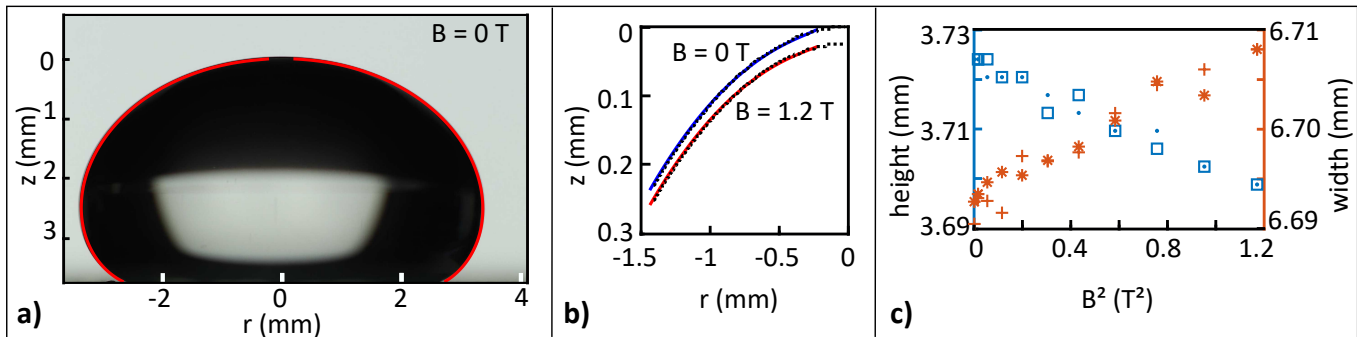 B = 0 T
z (mm)
0
1
2
3
-2
0
2
4
r (mm)
a)
B = 0 T
B = 1.2 T
z (mm)
0
0.1
0.2
0.3
-1.5
-1
-0.5
0
r (mm)
b)
height (mm)
3.73
3.71
3.69
width (mm)
6.71
6.70
6.69
0
0.4
0.8
1.2
B² (T²)
c)